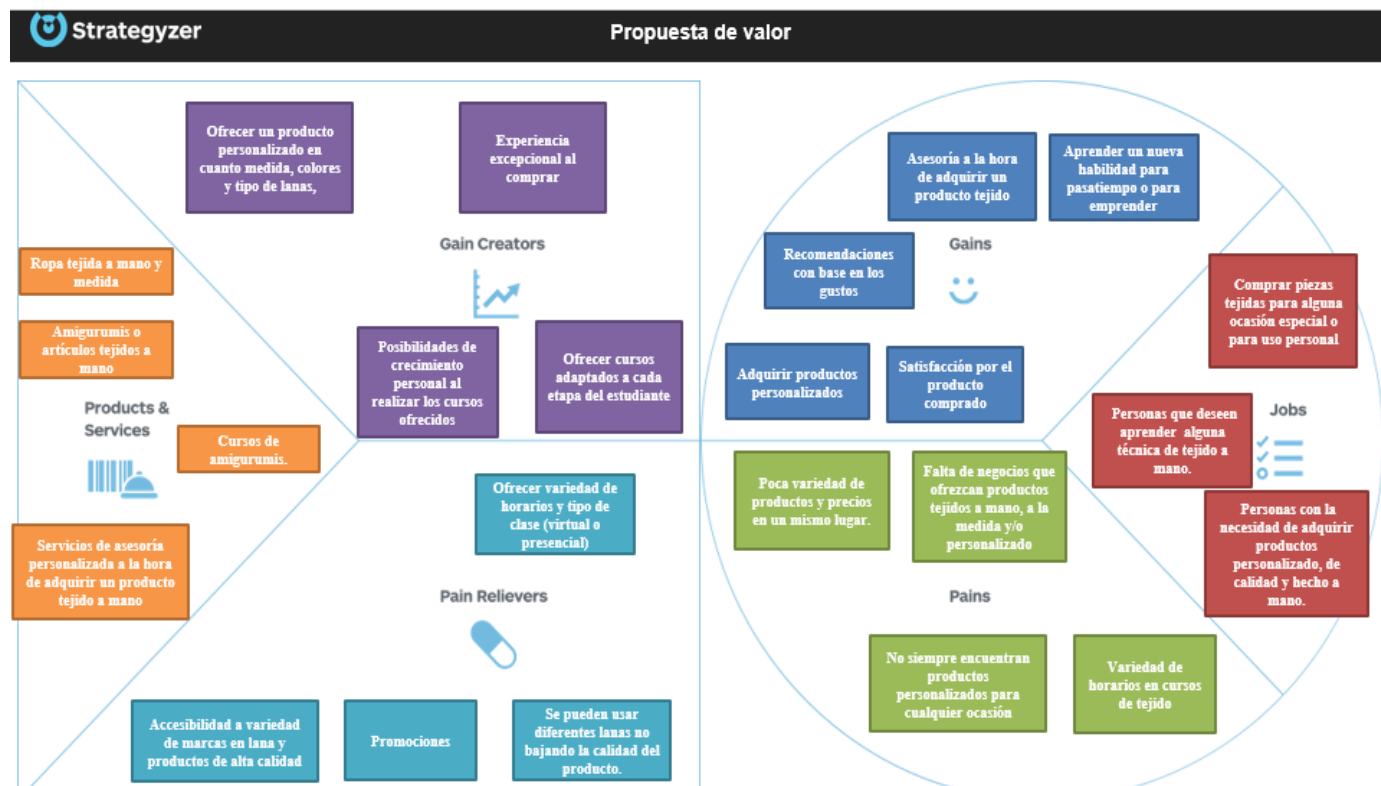 Strategyzer
Propuesta de valor
Ofrecer un producto
personalizado en
cuanto medida, colores
y tipo de lanas,
Experiencia
excepcional al
comprar
Gain Creators
Posibilidades de
crecimiento
personal al
realizar los cursos
ofrecidos
Ofrecer cursos
adaptados a cada
etapa del estudiante
Ropa tejida a mano y
medida
Amigurumis o
artículos tejidos a
mano
Products &
Services
Cursos de
amigurumis.
Servicios de asesoría
personalizada a la hora
de adquirir un producto
tejido a mano
Ofrecer variedad de
horarios y tipo de
clase (virtual o
presencial)
Pain Relievers
Accesibilidad a variedad
de marcas en lana y
productos de alta calidad
Promociones
Se pueden usar
diferentes lanas no
bajando la calidad del
producto.
Asesoría a la hora
de adquirir un
producto tejido
Aprender un nueva
habilidad para
pasatiempo o para
emprender
Recomendaciones
con base en los
gustos
Gains
Adquirir productos
personalizados
Satisfacción por el
producto
comprado
Comprar piezas
tejidas para alguna
ocasión especial o
para uso personal
Personas que deseen
aprender alguna
técnica de tejido a
mano.
Jobs
Personas con la
necesidad de adquirir
productos
personalizado, de
calidad y hecho a
mano.
Poca variedad de
productos y precios
en un mismo lugar.
Falta de negocios que
ofrezcan productos
tejidos a mano, a la
medida y/o
personalizado
Pains
No siempre encuentran
productos
personalizados para
cualquier ocasión
Variedad de
horarios en cursos
de tejido